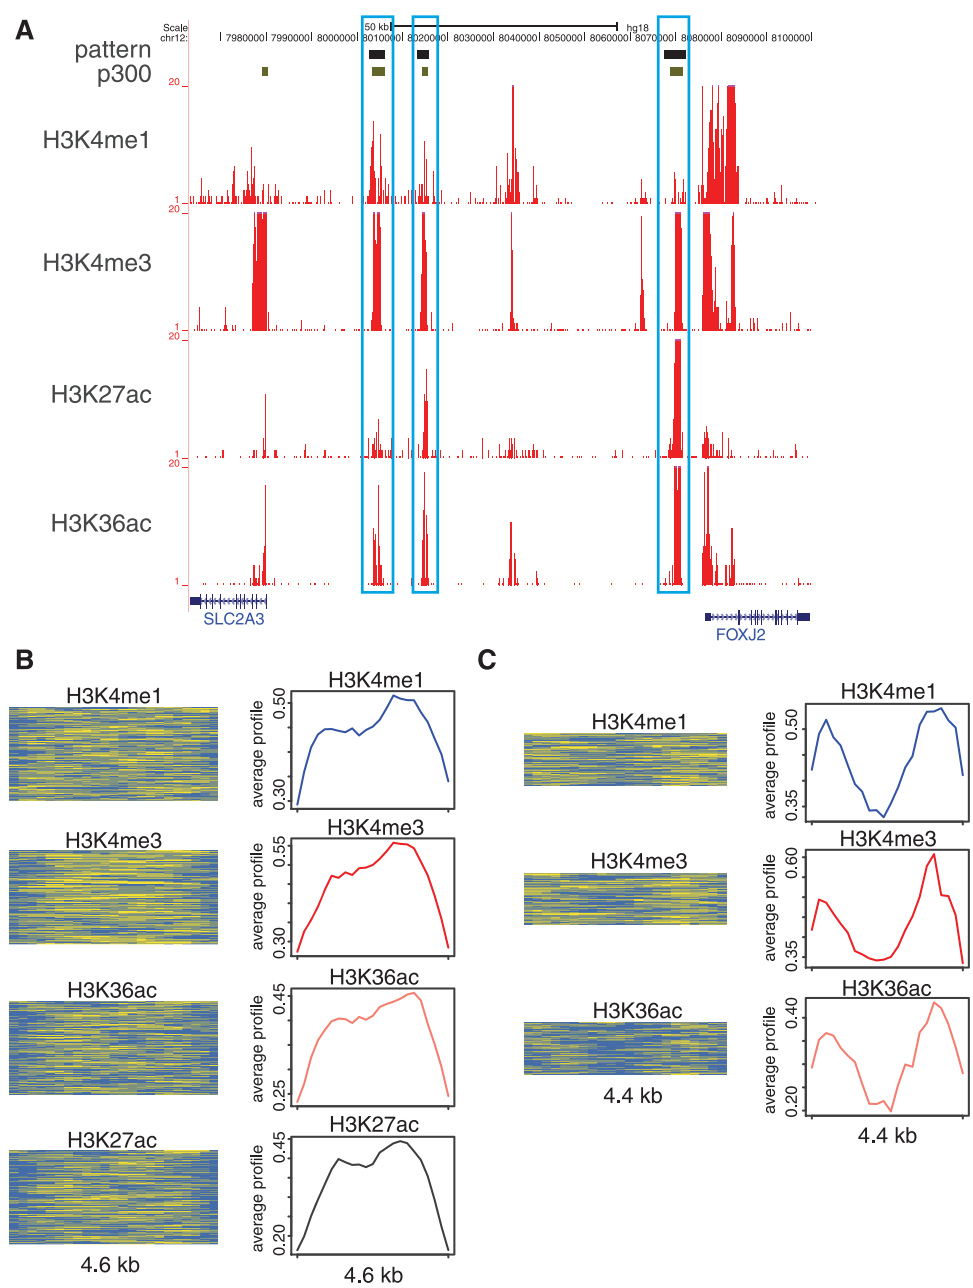 A
Scale
50 kb
hg18
chr12:
7980000
7990000
8000000
8010000
8020000
8030000
8040000
8050000
8060000
8070000
8080000
8090000
8100000
pattern
p300
20
H3K4me1
1
20
H3K4me3
1
20
H3K27ac
1
20
H3K36ac
1
SLC2A3
FOXJ2
B
H3K4me1
H3K4me1
average profile
0.30
0.50
H3K4me3
H3K4me3
average profile
0.30
0.55
H3K36ac
H3K36ac
average profile
0.25
0.45
H3K27ac
H3K27ac
average profile
0.20
0.45
4.6 kb
4.6 kb
C
H3K4me1
H3K4me1
average profile
0.35
0.50
H3K4me3
H3K4me3
average profile
0.35
0.60
H3K36ac
H3K36ac
average profile
0.20
0.40
4.4 kb
4.4 kb